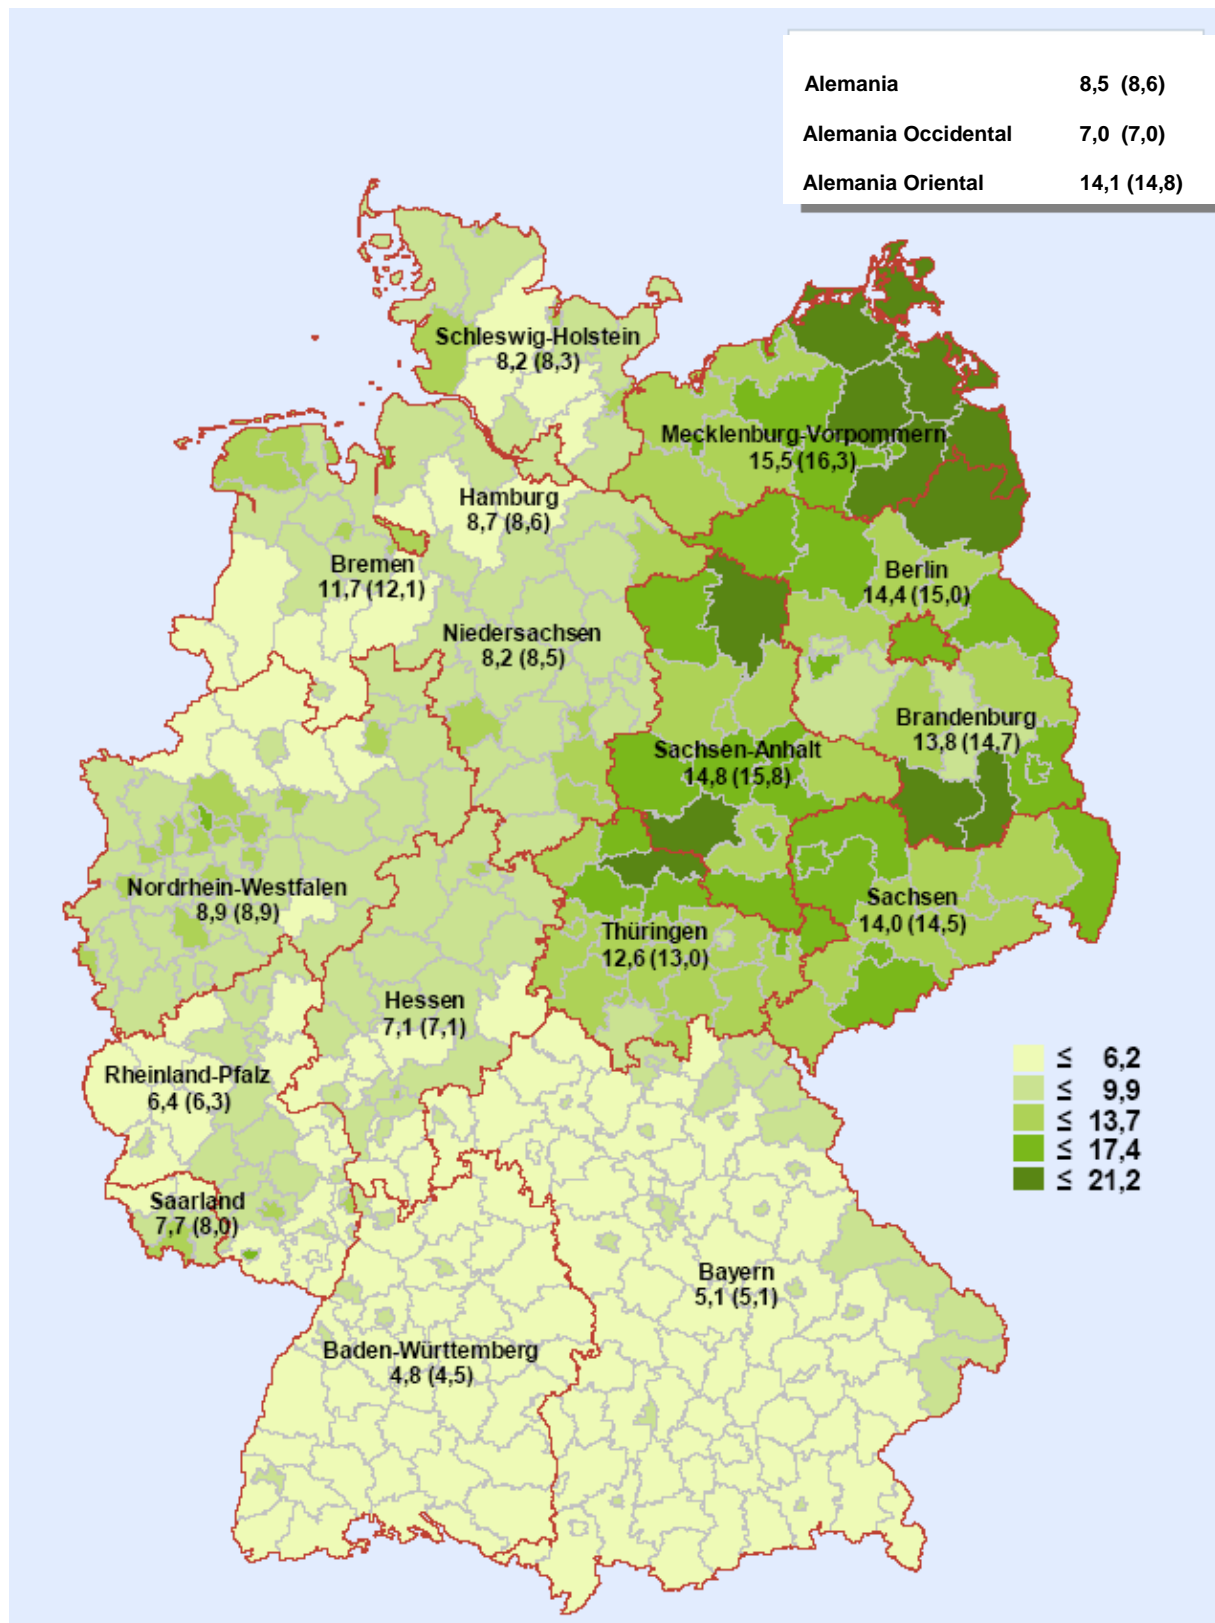 Alemania 8,5 (8,6)
Alemania Occidental 7,0 (7,0)
Alemania Oriental 14,1 (14,8)
Schleswig-Holstein
8,2 (8,3)
Mecklenburg-Vorpommern
15,5 (16,3)
Hamburg
8,7 (8,6)
Bremen
11,7 (12,1)
Berlin
14,4 (15,0)
Niedersachsen
8,2 (8,5)
Brandenburg
13,8 (14,7)
Sachsen-Anhalt
14,8 (15,8)
Nordrhein-Westfalen
8,9 (8,9)
Sachsen
14,0 (14,5)
Thüringen
12,6 (13,0)
Hessen
7,1 (7,1)
Rheinland-Pfalz
6,4 (6,3)
≤ 6,2
≤ 9,9
≤ 13,7
≤ 17,4
≤ 21,2
Saarland
7,7 (8,0)
Bayern
5,1 (5,1)
Baden-Württemberg
4,8 (4,5)